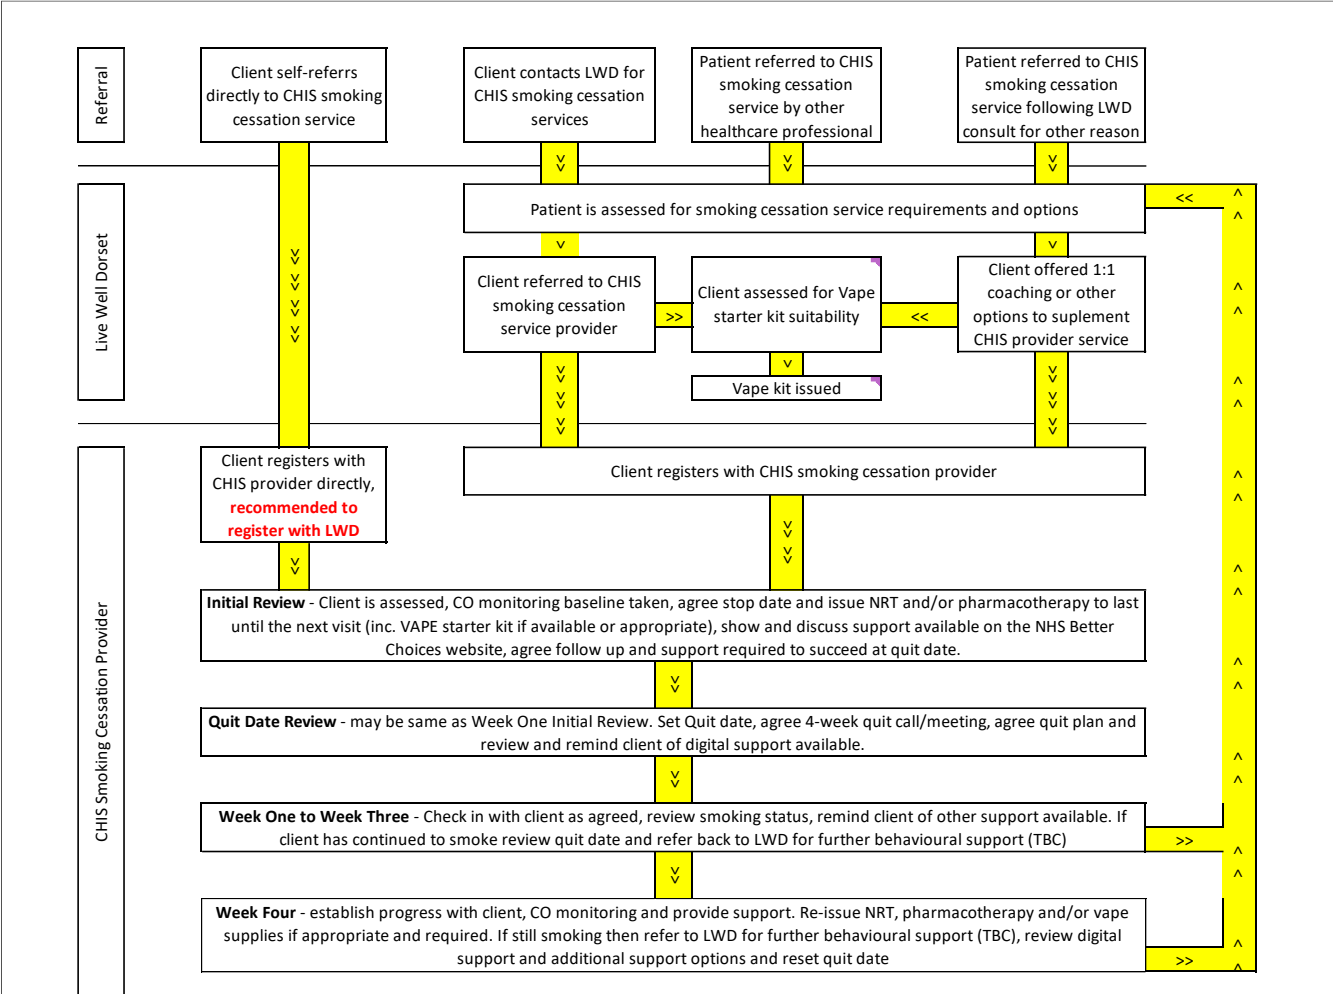 Referral
Client self-referrs
directly to CHIS smoking
cessation service
Client contacts LWD for
CHIS smoking cessation
services
Patient referred to CHIS
smoking cessation
service by other
healthcare professional
Patient referred to CHIS
smoking cessation
service following LWD
consult for other reason
>>
>>
>>
Live Well Dorset
>> >> >> >>
Patient is assessed for smoking cessation service requirements and options
<<
>
>
Client referred to CHIS
smoking cessation
service provider
>>
Client assessed for Vape
starter kit suitability
<<
Client offered 1:1
coaching or other
options to suplement
CHIS provider service
>
Vape kit issued
>> >> >>
>> >> >>
CHIS Smoking Cessation Provider
Client registers with
CHIS provider directly,
recommended to
register with LWD
Client registers with CHIS smoking cessation provider
>> >>
>>
Initial Review - Client is assessed, CO monitoring baseline taken, agree stop date and issue NRT and/or pharmacotherapy to last
until the next visit (inc. VAPE starter kit if available or appropriate), show and discuss support available on the NHS Better
Choices website, agree follow up and support required to succeed at quit date.
>>
Quit Date Review - may be same as Week One Initial Review. Set Quit date, agree 4-week quit call/meeting, agree quit plan and
review and remind client of digital support available.
>>
Week One to Week Three - Check in with client as agreed, review smoking status, remind client of other support available. If
client has continued to smoke review quit date and refer back to LWD for further behavioural support (TBC)
>>
>>
Week Four - establish progress with client, CO monitoring and provide support. Re-issue NRT, pharmacotherapy and/or vape
supplies if appropriate and required. If still smoking then refer to LWD for further behavioural support (TBC), review digital
support and additional support options and reset quit date
>>